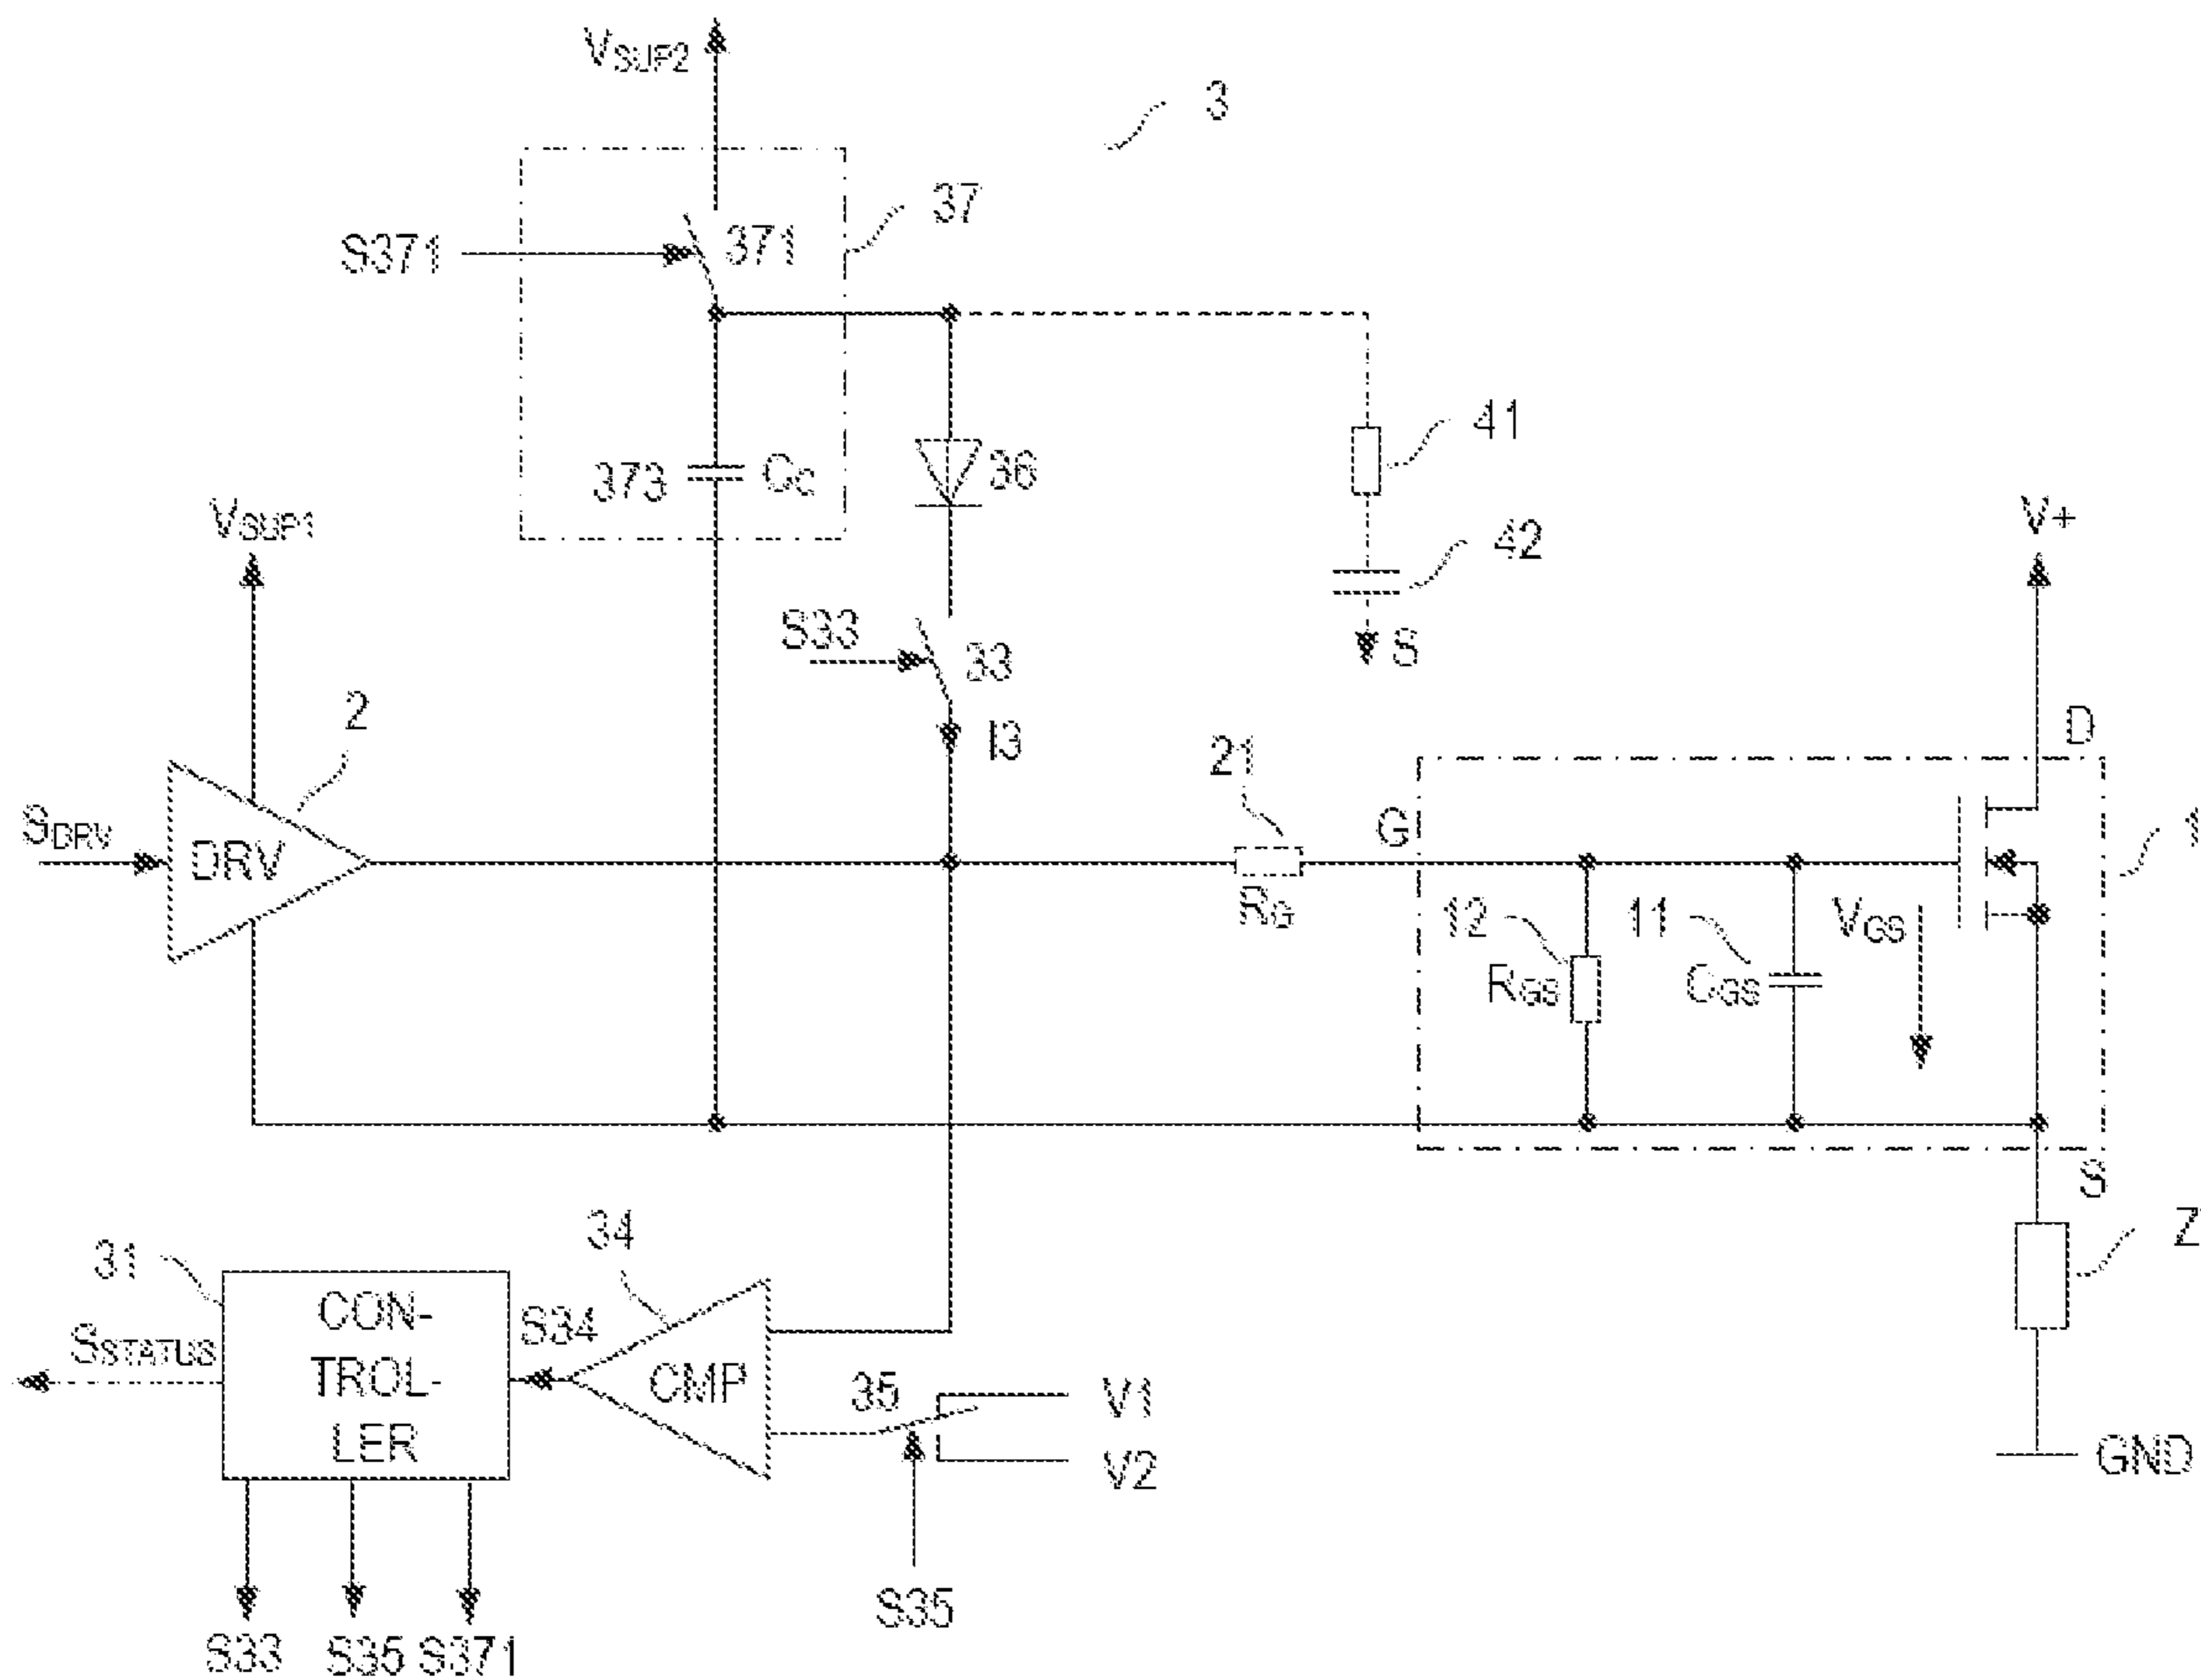 VSUP2
3
37
S371
371
41
373
CC
36
VSUP1
42
V+
S33
33
S
2
I3
D
21
SDRV
DRV
G
1
RG
12
11
VGS
RGS
CGS
S
34
Z
31
CON-
TROL-
LER
SSTATUS
S34
CMP
35
V1
V2
GND
S35
S33
S35
S371